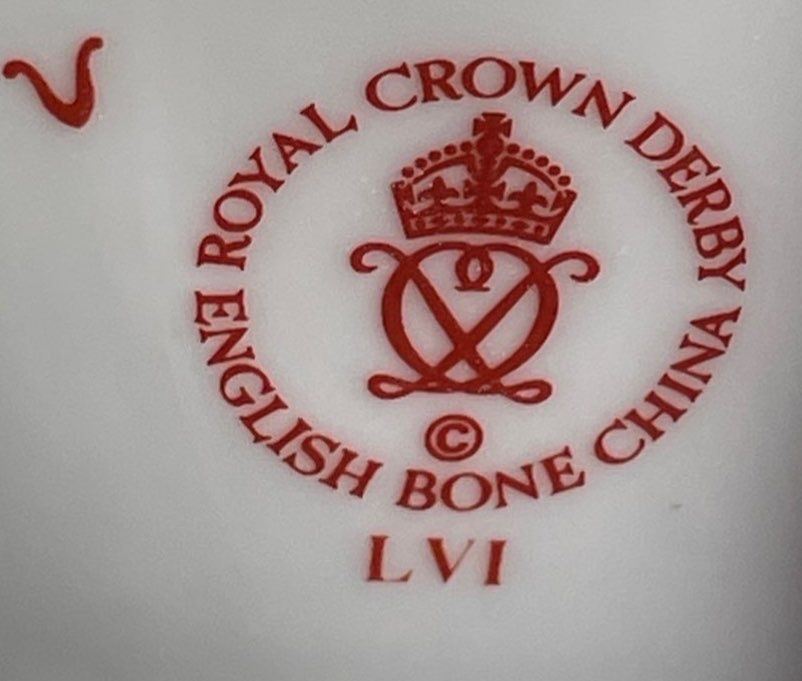 V
ROYAL CROWN DERBY
©
ENGLISH BONE CHINA
LVI